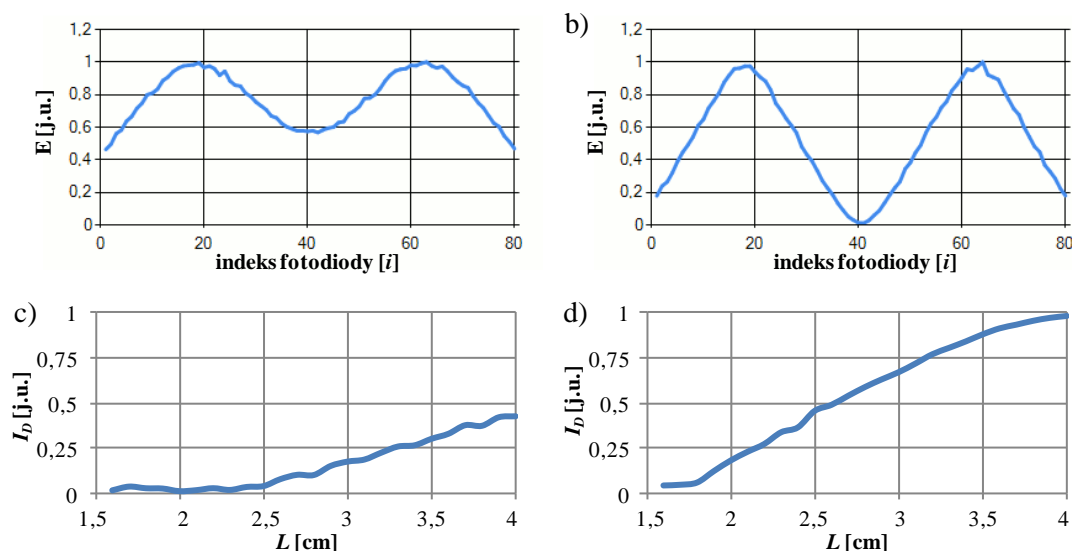 1,2
1
0,8
0,6
0,4
0,2
0
E [j.u.]
0 20 40 60 80
indeks fotodiody [i]
b)
1,2
1
0,8
0,6
0,4
0,2
0
E [j.u.]
0 20 40 60 80
indeks fotodiody [i]
c)
1
0,75
0,5
0,25
0
I_D [j.u.]
1,5 2 2,5 3 3,5 4
L [cm]
d)
1
0,75
0,5
0,25
0
I_D [j.u.]
1,5 2 2,5 3 3,5 4
L [cm]